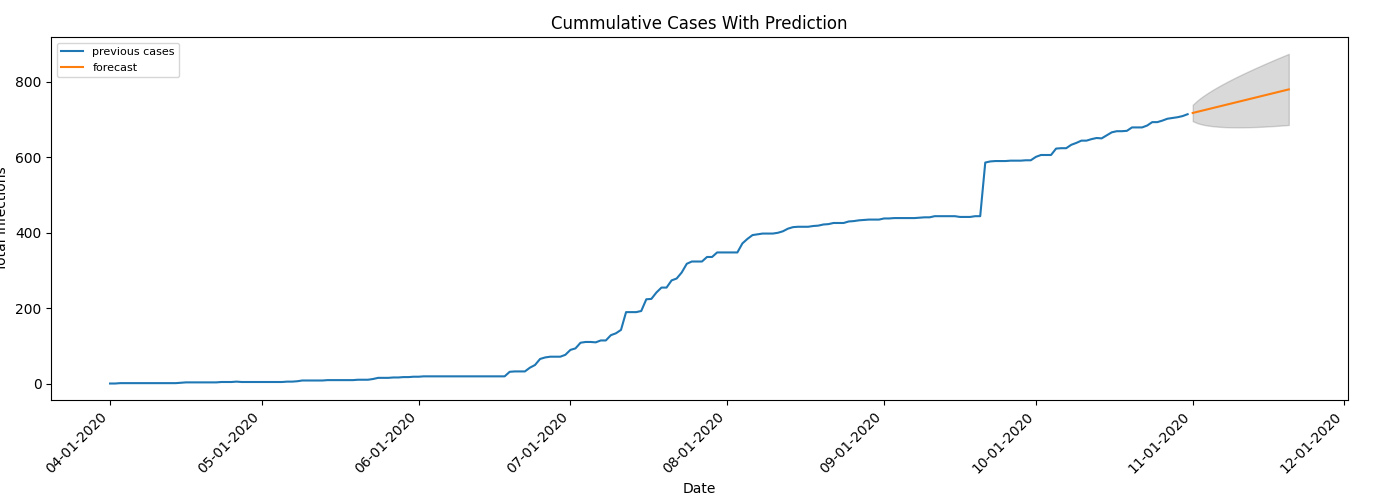 Cummulative Cases With Prediction
previous cases
forecast
800
600
400
200
0
Total Infections
04-01-2020
05-01-2020
06-01-2020
07-01-2020
08-01-2020
09-01-2020
10-01-2020
11-01-2020
12-01-2020
Date